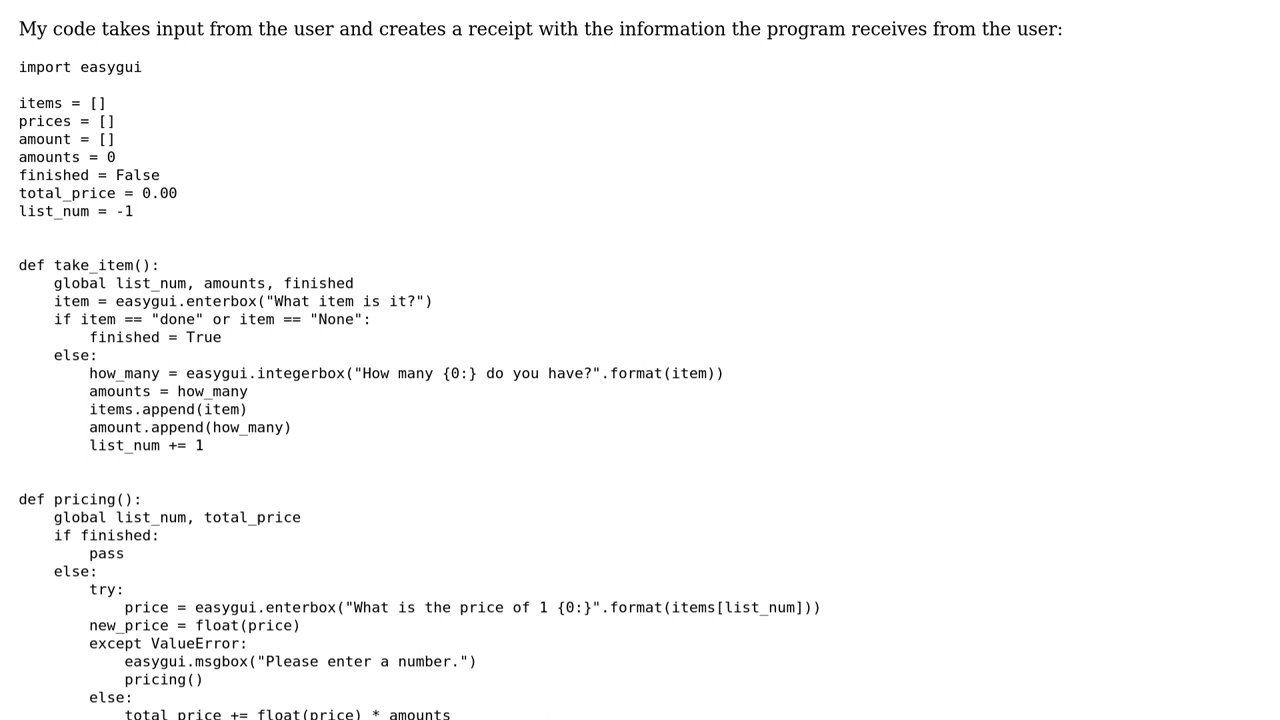 My code takes input from the user and creates a receipt with the information the program receives from the user:
import easygui
items = []
prices = []
amount = []
amounts = 0
finished = False
total_price = 0.00
list_num = -1
def take_item():
    global list_num, amounts, finished
    item = easygui.enterbox("What item is it?")
    if item == "done" or item == "None":
        finished = True
    else:
        how_many = easygui.integerbox("How many {0:} do you have?".format(item))
        amounts = how_many
        items.append(item)
        amount.append(how_many)
        list_num += 1
def pricing():
    global list_num, total_price
    if finished:
        pass
    else:
        try:
            price = easygui.enterbox("What is the price of 1 {0:}".format(items[list_num]))
        new_price = float(price)
        except ValueError:
            easygui.msgbox("Please enter a number.")
            pricing()
        else:
            total_price += float(price) * amounts